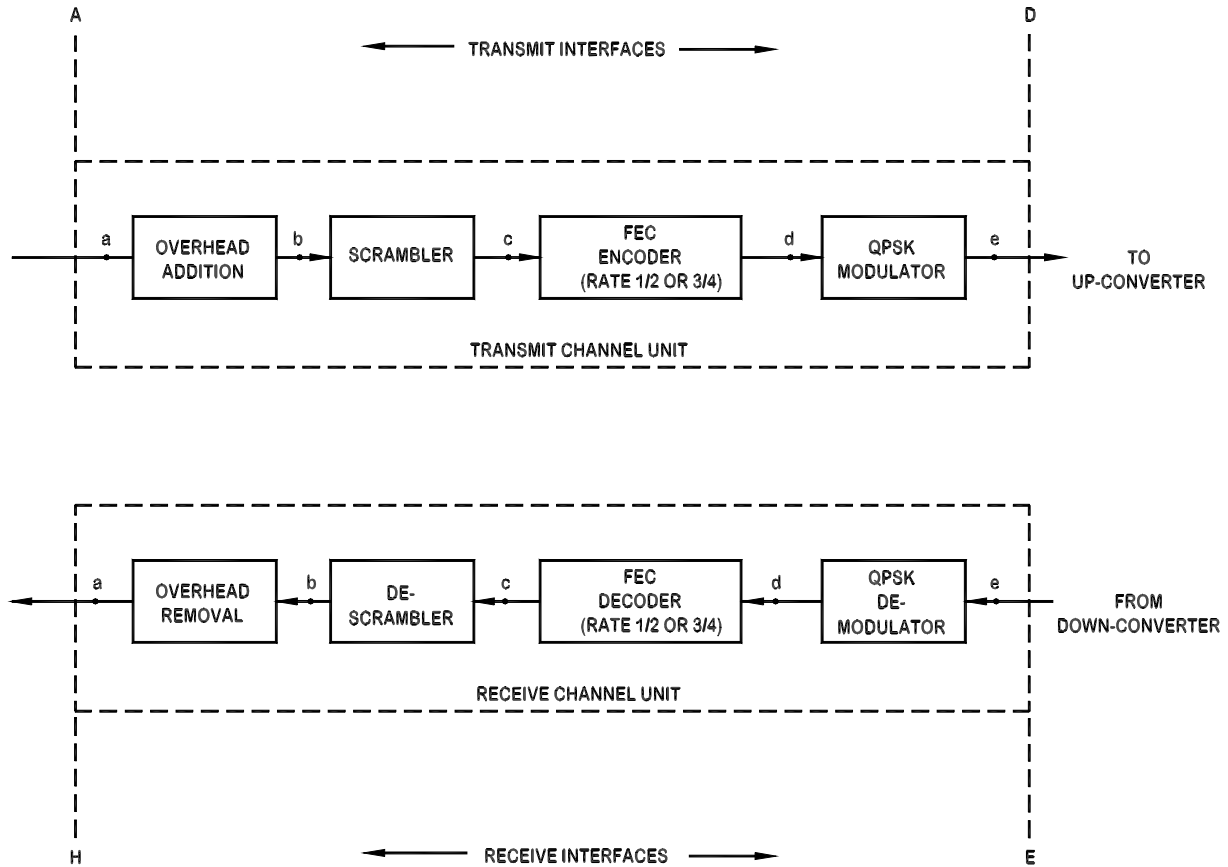 A
D
TRANSMIT INTERFACES
a
OVERHEAD
ADDITION
b
SCRAMBLER
c
FEC
ENCODER
(RATE 1/2 OR 3/4)
d
QPSK
MODULATOR
e
TO
UP-CONVERTER
TRANSMIT CHANNEL UNIT
a
OVERHEAD
REMOVAL
b
DE-
SCRAMBLER
c
FEC
DECODER
(RATE 1/2 OR 3/4)
d
QPSK
DE-
MODULATOR
e
FROM
DOWN-CONVERTER
RECEIVE CHANNEL UNIT
H
RECEIVE INTERFACES
E